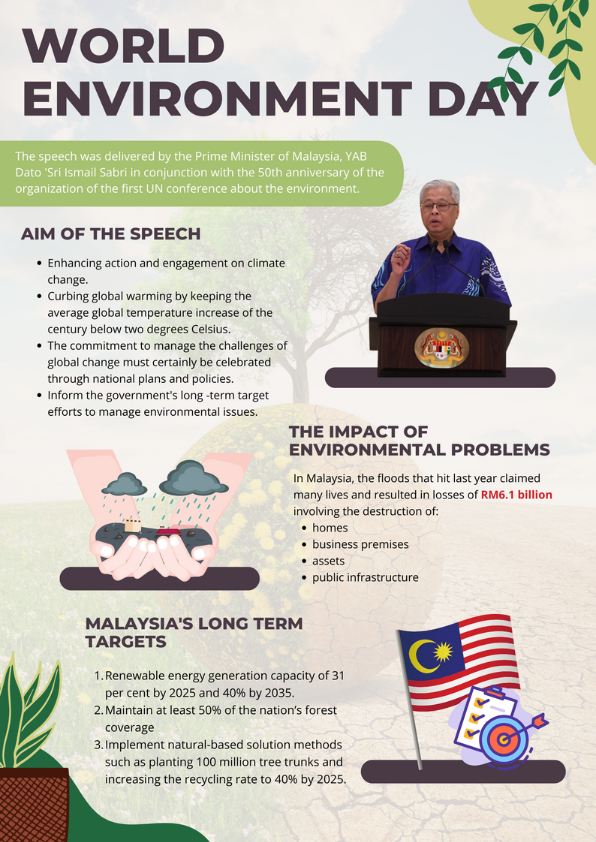 WORLD
ENVIRONMENT DAY
The speech was delivered by the Prime Minister of Malaysia, YAB
Dato 'Sri Ismail Sabri in conjunction with the 50th anniversary of the
organization of the first UN conference about the environment.
AIM OF THE SPEECH
• Enhancing action and engagement on climate
change.
• Curbing global warming by keeping the
average global temperature increase of the
century below two degrees Celsius.
• The commitment to manage the challenges of
global change must certainly be celebrated
through national plans and policies.
• Inform the government's long -term target
efforts to manage environmental issues.
THE IMPACT OF
ENVIRONMENTAL PROBLEMS
In Malaysia, the floods that hit last year claimed
many lives and resulted in losses of RM6.1 billion
involving the destruction of:
• homes
• business premises
• assets
• public infrastructure
MALAYSIA'S LONG TERM
TARGETS
1. Renewable energy generation capacity of 31
per cent by 2025 and 40% by 2035.
2. Maintain at least 50% of the nation's forest
coverage
3. Implement natural-based solution methods
such as planting 100 million tree trunks and
increasing the recycling rate to 40% by 2025.